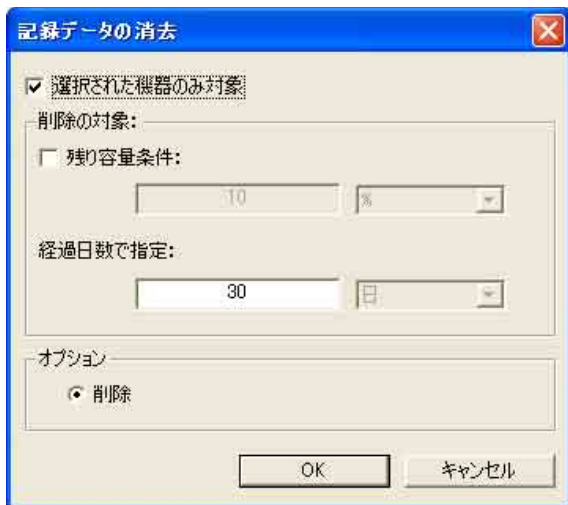 記録データの消去
選択された機器のみ対象
削除の対象:
残り容量条件:
10 %
経過日数で指定:
30 日
オプション
削除
OK キャンセル